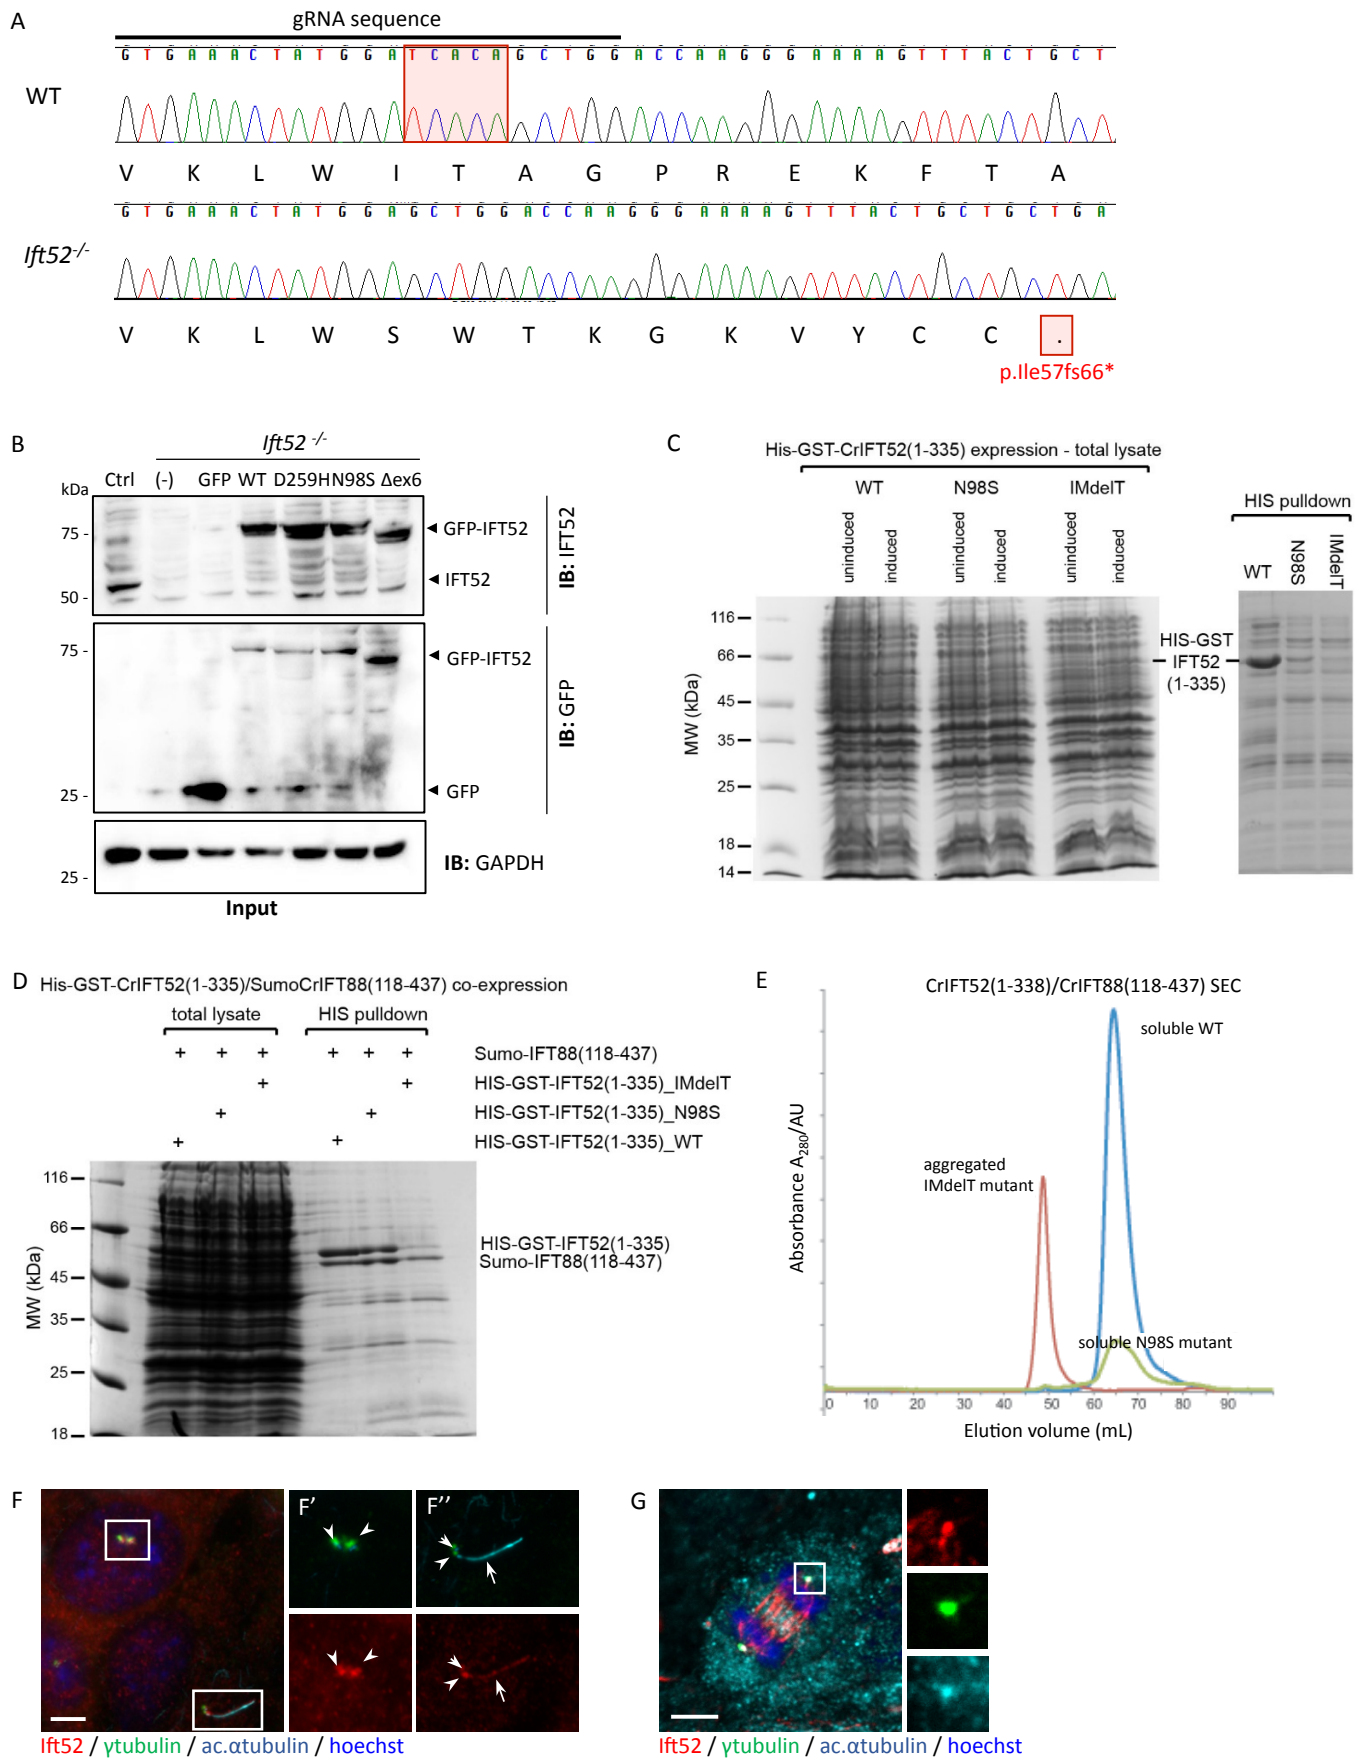 A
gRNA sequence
G T G A A A C T A T G G A T C A C A G C T G G A C C A A G G G A A A A G T T T A C T G C T
WT
V K L W I T A G P R E K F T A
G T G A A A C T A T G G A G C T G G A C C A A G G G A A A A G T T T A C T G C T G C T G A
Ift52-/-
V K L W S W T K G K V Y C C .
p.Ile57fs66*
B
Ift52 -/-
kDa
Ctrl (-) GFP WT D259H N98S Δex6
75 -
GFP-IFT52
IFT52
50 -
IB: IFT52
75 -
GFP-IFT52
IB: GFP
25 -
GFP
IB: GAPDH
25 -
Input
C
His-GST-CrIFT52(1-335) expression - total lysate
WT N98S IMdelT
uninduced induced uninduced induced uninduced induced
HIS pulldown
WT N98S IMdelT
MW (kDa)
116
66
45
35
25
18
14
HIS-GST
IFT52
(1-335)
D
His-GST-CrIFT52(1-335)/SumoCrIFT88(118-437) co-expression
total lysate HIS pulldown
+ + + + + + Sumo-IFT88(118-437)
+ + HIS-GST-IFT52(1-335)_IMdelT
+ + HIS-GST-IFT52(1-335)_N98S
+ + HIS-GST-IFT52(1-335)_WT
MW (kDa)
116
66
45
35
25
18
HIS-GST-IFT52(1-335)
Sumo-IFT88(118-437)
E
CrIFT52(1-338)/CrIFT88(118-437) SEC
soluble WT
aggregated
IMdelT mutant
soluble N98S mutant
Absorbance A280/AU
0 10 20 30 40 50 60 70 80 90
Elution volume (mL)
F
F'
F''
Ift52 / γtubulin / ac.αtubulin / hoechst
G
Ift52 / γtubulin / ac.αtubulin / hoechst